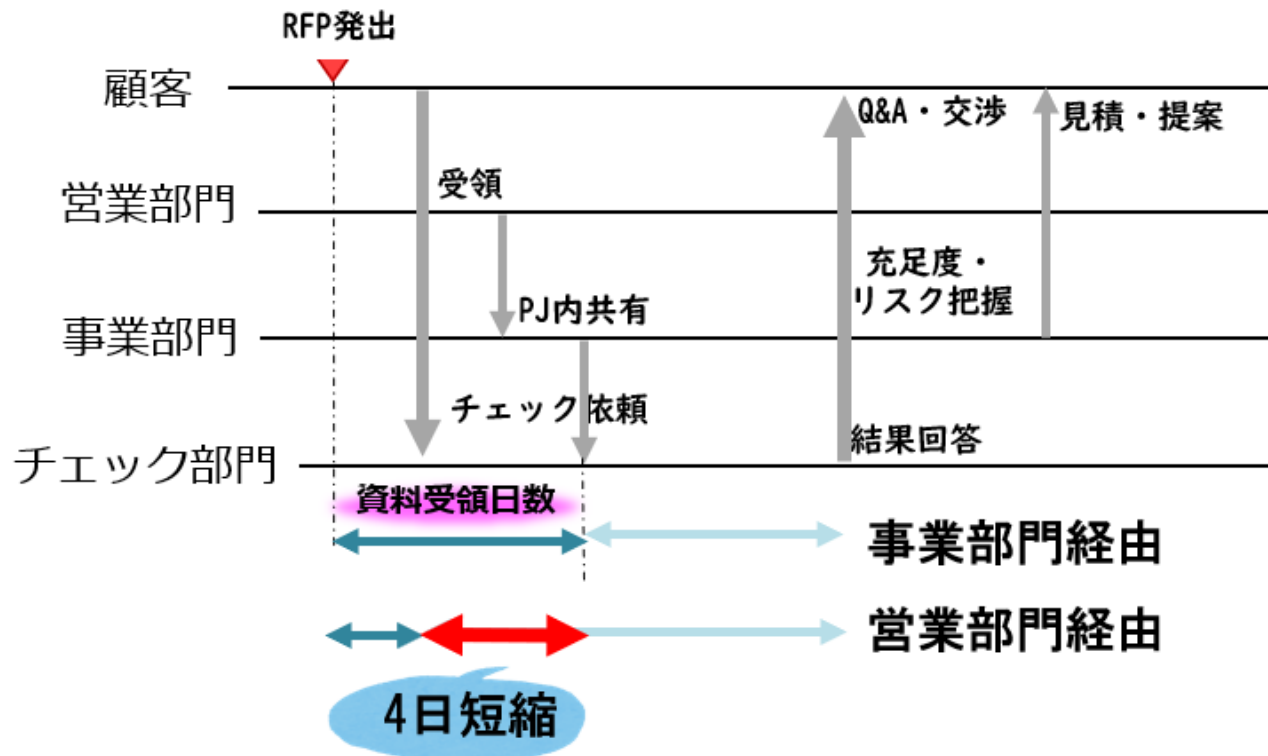 RFP発出
顧客
Q&A・交渉
見積・提案
受領
営業部門
充足度・
リスク把握
PJ内共有
事業部門
チェック依頼
結果回答
チェック部門
資料受領日数
事業部門経由
営業部門経由
4日短縮